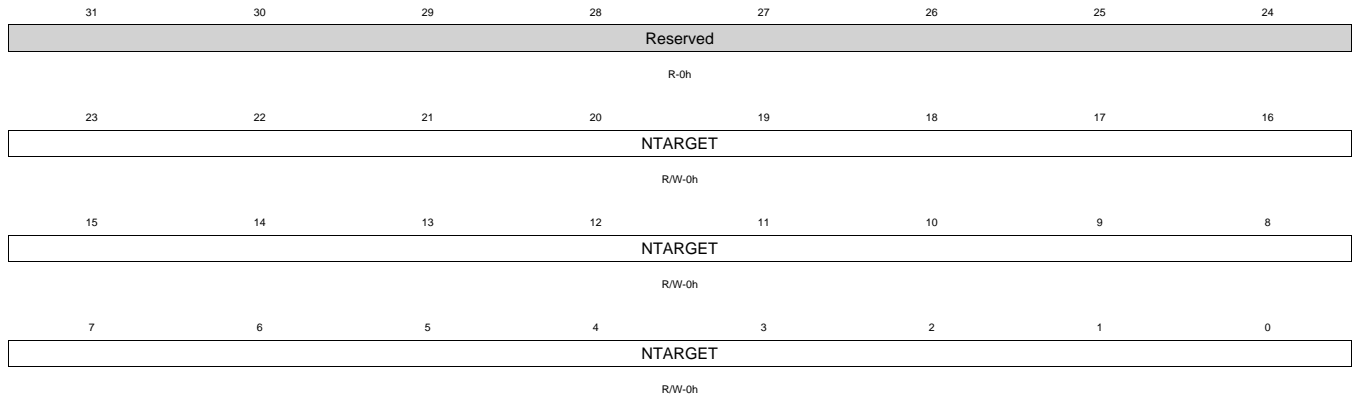 31 30 29 28 27 26 25 24
Reserved
R-0h
23 22 21 20 19 18 17 16
NTARGET
R/W-0h
15 14 13 12 11 10 9 8
NTARGET
R/W-0h
7 6 5 4 3 2 1 0
NTARGET
R/W-0h